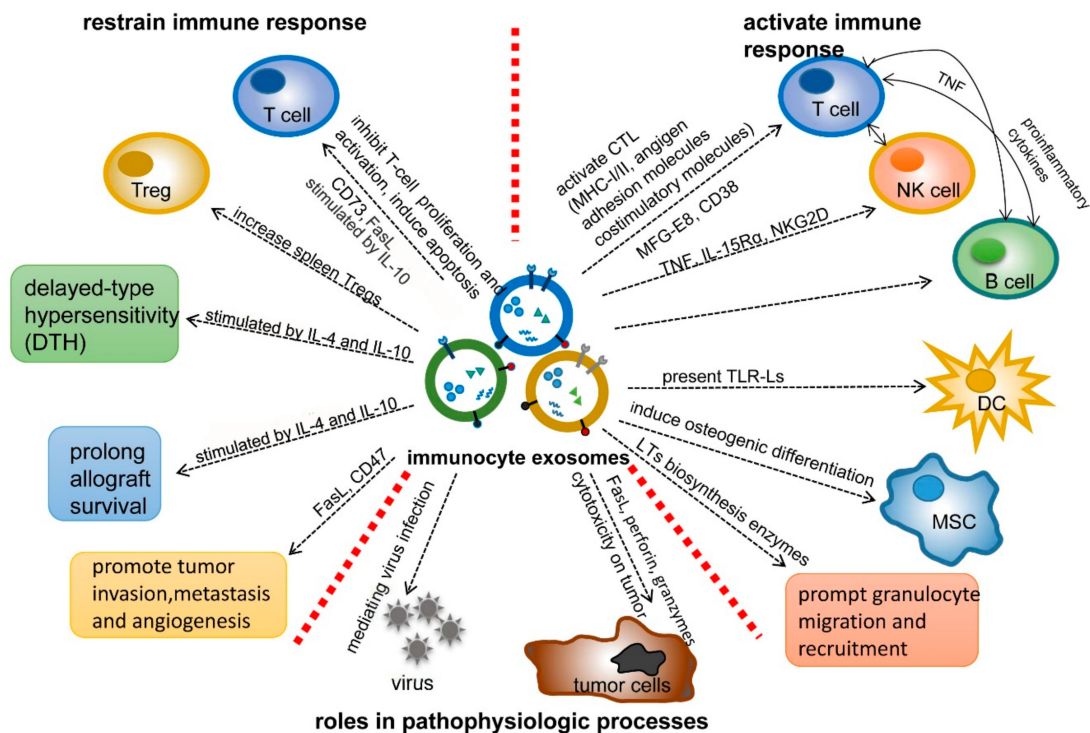 restrain immune response
activate immune
response
T cell
Treg
inhibit T-cell proliferation and
activation, induce apoptosis
CD73, FasL
stimulated by IL-10
increase spleen Tregs
delayed-type
hypersensitivity
(DTH)
stimulated by IL-4 and IL-10
prolong
allograft
survival
stimulated by IL-4 and IL-10
promote tumor
invasion,metastasis
and angiogenesis
FasL, CD47
activate CTL
(MHC-I/II, angigen
adhesion molecules
costimulatory molecules)
MFG-E8, CD38
TNF, IL-15Rα, NKG2D
T cell
TNF
proinflammatory
cytokines
NK cell
B cell
present TLR-Ls
DC
induce osteogenic differentiation
MSC
LTs biosynthesis enzymes
prompt granulocyte
migration and
recruitment
immunocyte exosomes
mediating virus infection
virus
FasL, perforin, granzymes
cytotoxicity on tumor
tumor cells
roles in pathophysiologic processes